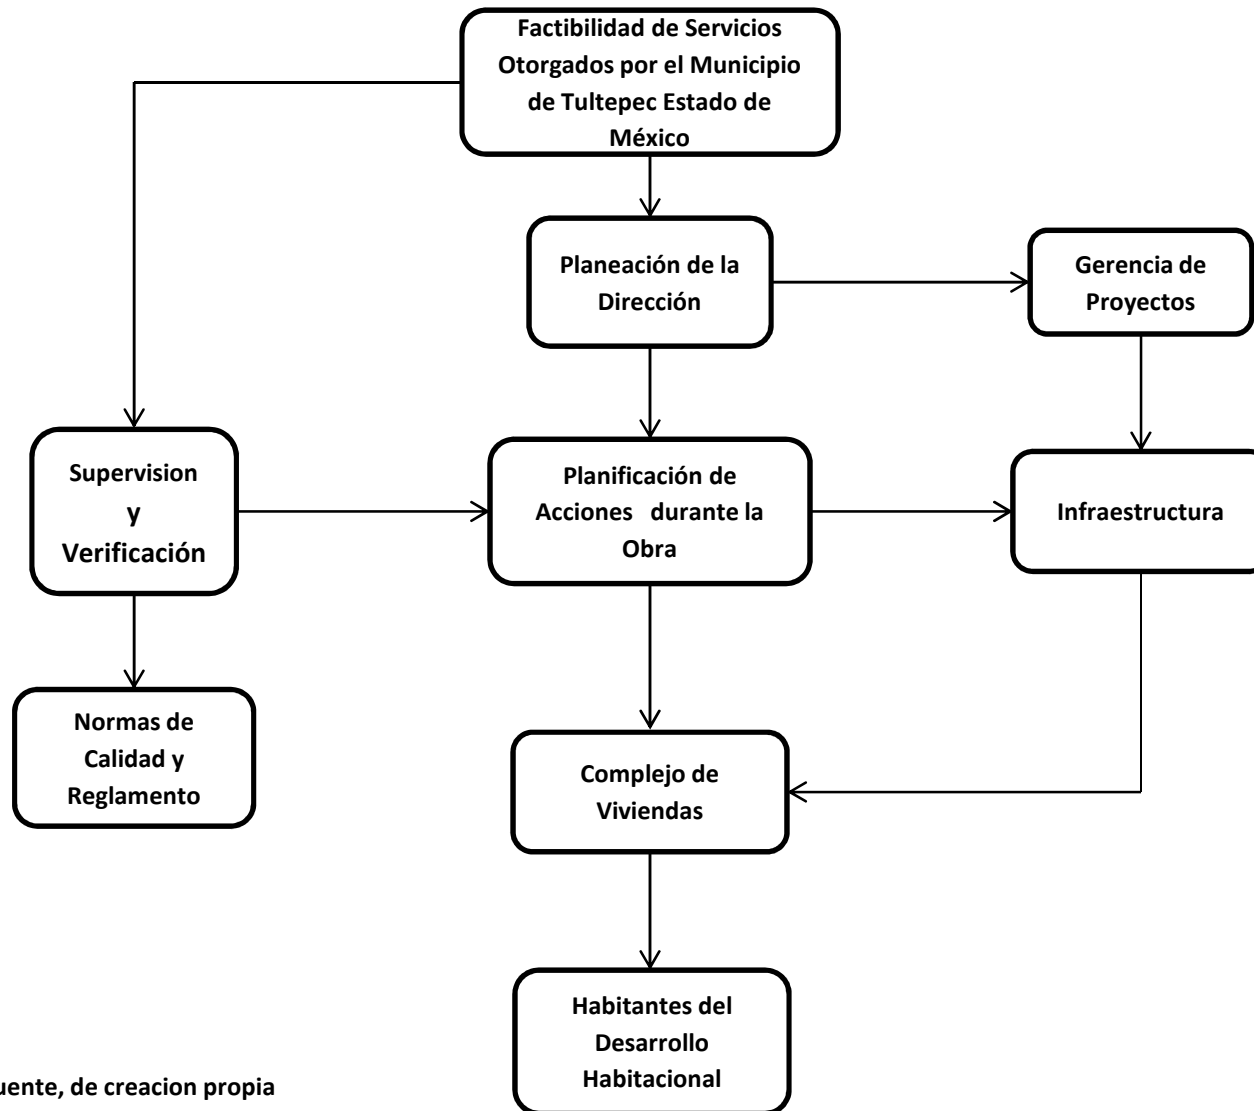 Factibilidad de Servicios
Otorgados por el Municipio
de Tultepec Estado de
México
Planeación de la
Dirección
Gerencia de
Proyectos
Supervision
y
Verificación
Planificación de
Acciones durante la
Obra
Infraestructura
Normas de
Calidad y
Reglamento
Complejo de
Viviendas
Habitantes del
Desarrollo
Habitacional
uente, de creacion propia